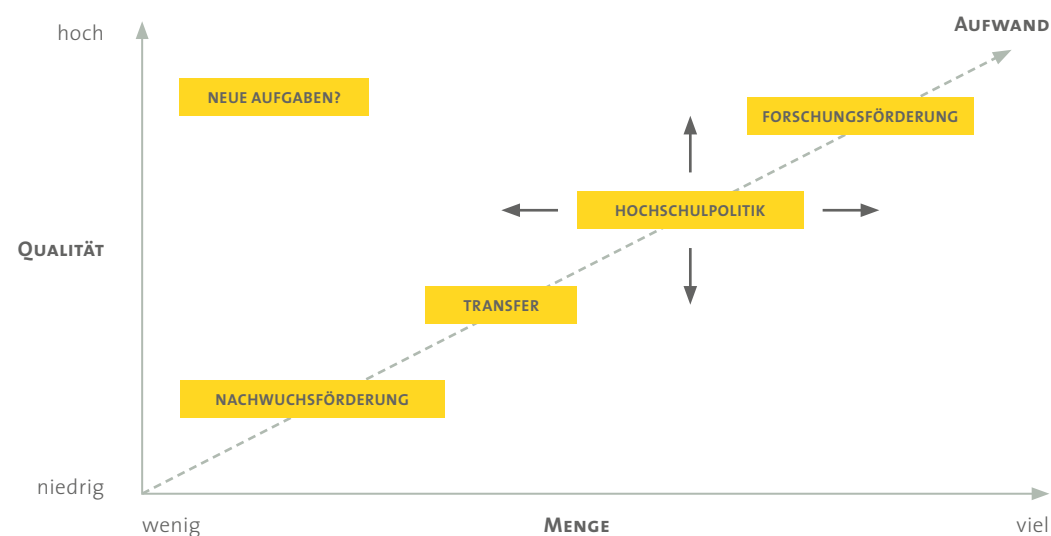 AUFWAND
hoch
NEUE AUFGABEN?
FORSCHUNGSFÖRDERUNG
HOCHSCHULPOLITIK
QUALITÄT
TRANSFER
NACHWUCHSFÖRDERUNG
niedrig
wenig
MENGE
viel